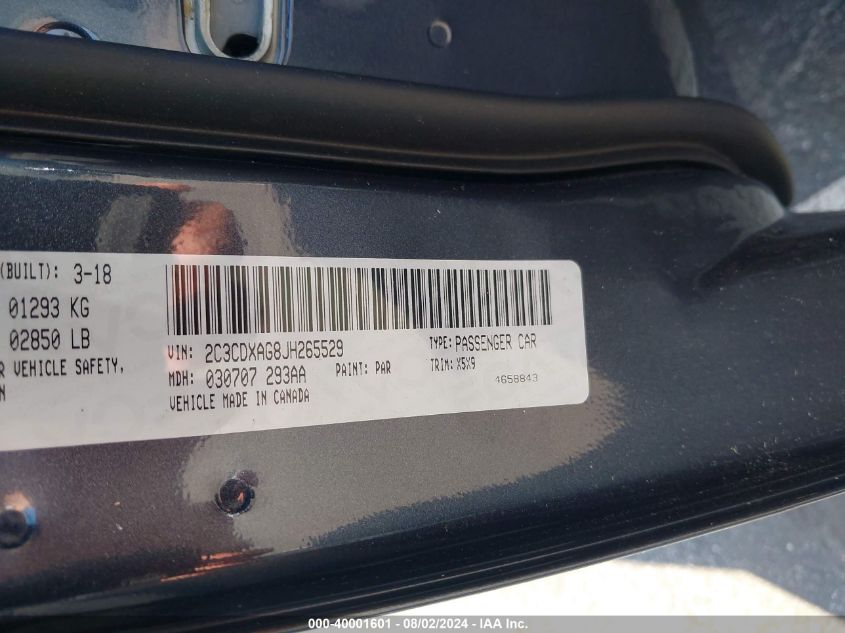 (BUILT): 3-18
01293 KG
02850 LB
R VEHICLE SAFETY,
N
VIN: 2C3CDXAG8JH265529
TYPE: PASSENGER CAR
MDH: 030707 293AA
PAINT: PAR
TRIM: X5X9
VEHICLE MADE IN CANADA
4658843
000-40001601 - 08/02/2024 - IAA Inc.